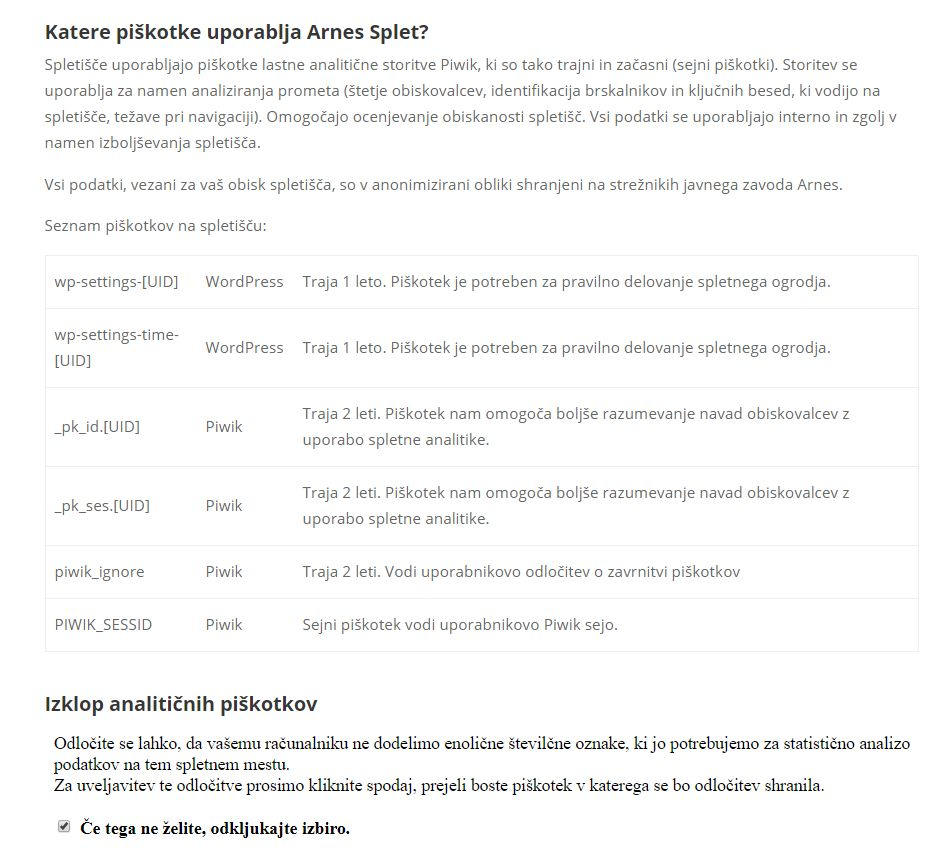 Katere piškotke uporablja Arnes Splet?
Spletišče uporabljajo piškotke lastne analitične storitve Piwik, ki so tako trajni in začasni (sejni piškotki). Storitev se
uporablja za namen analiziranja prometa (štetje obiskovalcev, identifikacija brskalnikov in ključnih besed, ki vodijo na
spletišče, težave pri navigaciji). Omogočajo ocenjevanje obiskanosti spletišč. Vsi podatki se uporabljajo interno in zgolj v
namen izboljševanja spletišča.
Vsi podatki, vezani za vaš obisk spletišča, so v anonimizirani obliki shranjeni na strežnikih javnega zavoda Arnes.
Seznam piškotkov na spletišču:
wp-settings-[UID] WordPress Traja 1 leto. Piškotek je potreben za pravilno delovanje spletnega ogrodja.
wp-settings-time-
[UID] WordPress Traja 1 leto. Piškotek je potreben za pravilno delovanje spletnega ogrodja.
_pk_id.[UID] Piwik Traja 2 leti. Piškotek nam omogoča boljše razumevanje navad obiskovalcev z
uporabo spletne analitike.
_pk_ses.[UID] Piwik Traja 2 leti. Piškotek nam omogoča boljše razumevanje navad obiskovalcev z
uporabo spletne analitike.
piwik_ignore Piwik Traja 2 leti. Vodi uporabnikovo odločitev o zavrnitvi piškotkov
PIWIK_SESSID Piwik Sejni piškotek vodi uporabnikovo Piwik sejo.
Izklop analitičnih piškotkov
Odločite se lahko, da vašemu računalniku ne dodelimo enolične številčne oznake, ki jo potrebujemo za statistično analizo
podatkov na tem spletnem mestu.
Za uveljavitev te odločitve prosimo kliknite spodaj, prejeli boste piškotek v katerega se bo odločitev shranila.
Če tega ne želite, odkljukajte izbiro.